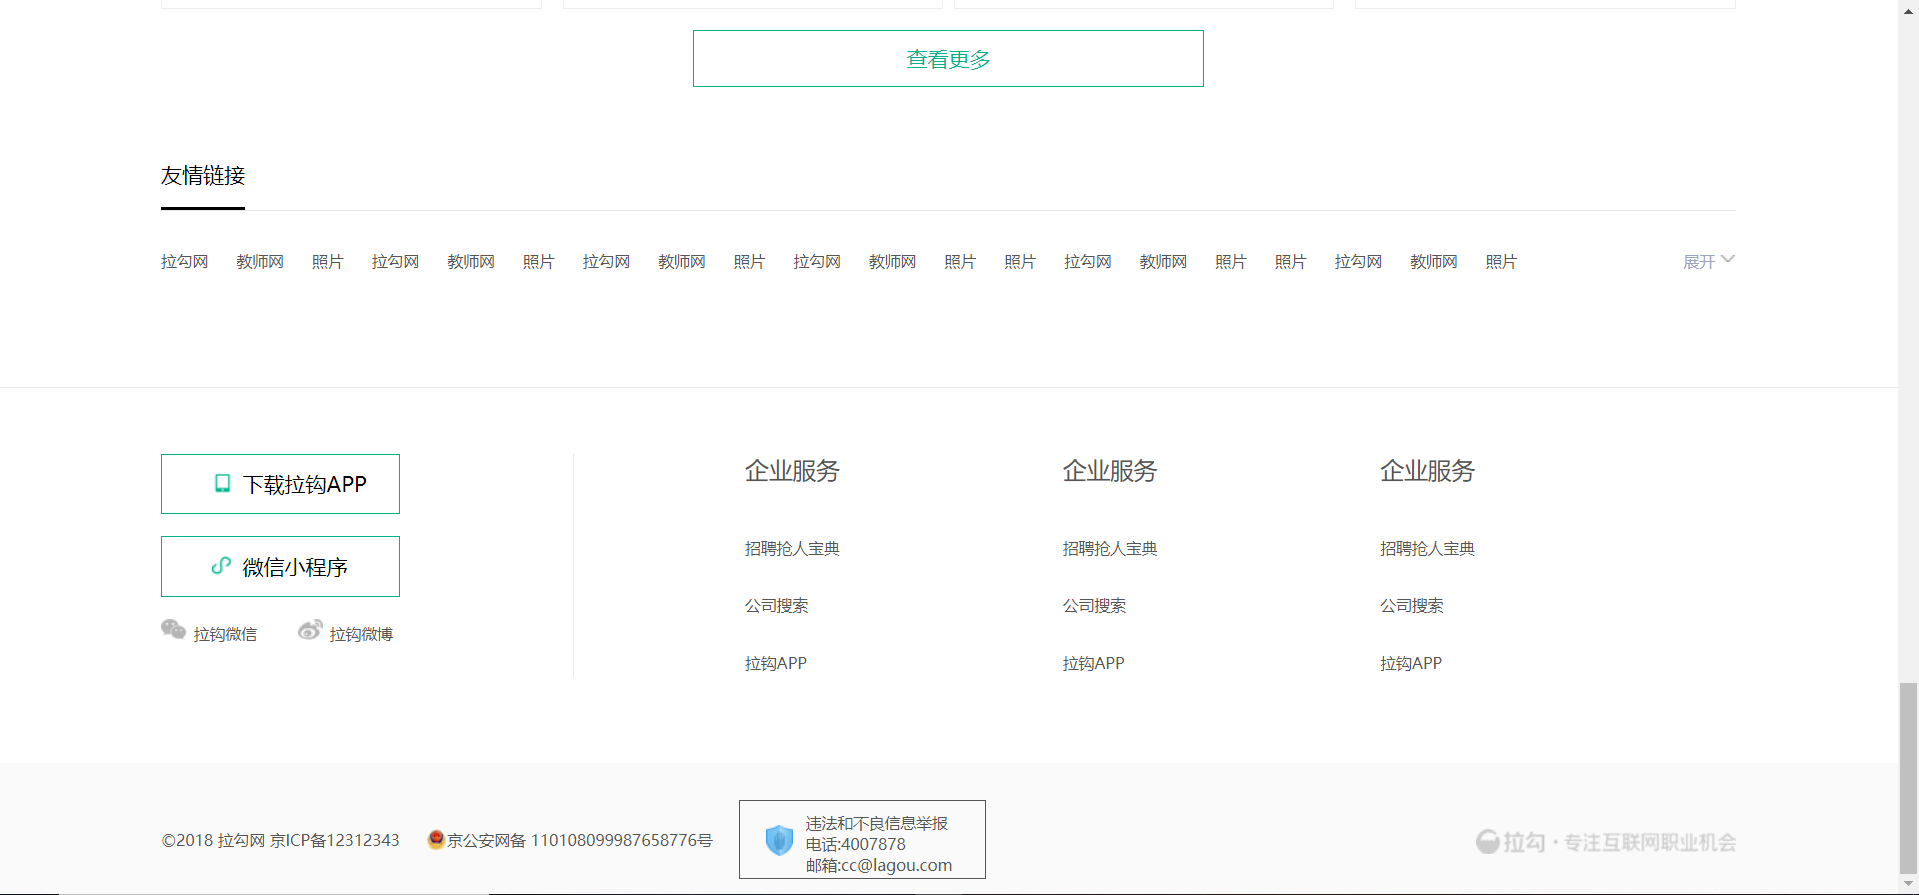 查看更多
友情链接
拉勾网 教师网 照片 拉勾网 教师网 照片 拉勾网 教师网 照片 拉勾网 教师网 照片 照片 拉勾网 教师网 照片 照片 拉勾网 教师网 照片 展开
下载拉钩APP
微信小程序
拉钩微信 拉钩微博
企业服务 企业服务 企业服务
招聘抢人宝典 招聘抢人宝典 招聘抢人宝典
公司搜索 公司搜索 公司搜索
拉钩APP 拉钩APP 拉钩APP
©2018 拉勾网 京ICP备12312343 京公安网备 110108099987658776号
违法和不良信息举报
电话:4007878
邮箱:cc@lagou.com
拉勾·专注互联网职业机会